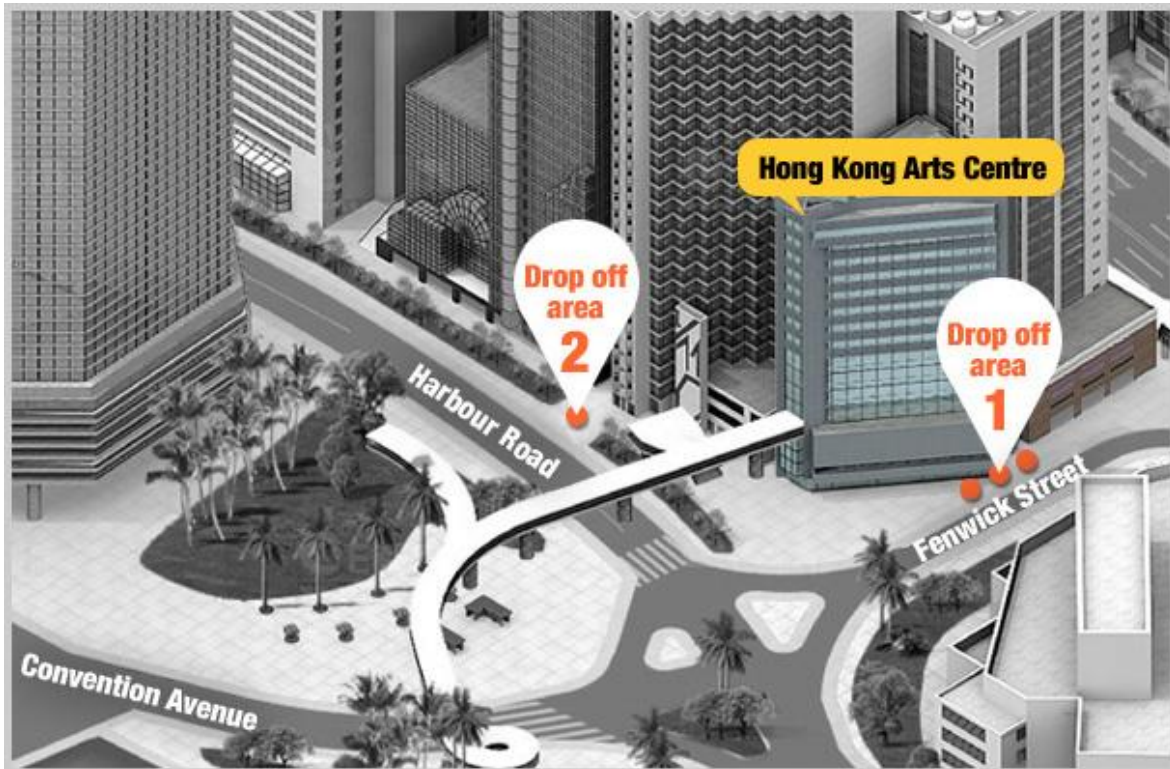 Hong Kong Arts Centre
Drop off
area
2
Drop off
area
1
Harbour Road
Fenwick Street
Convention Avenue